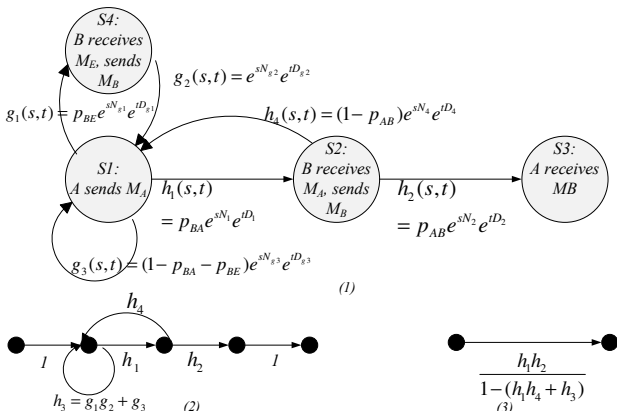 S4:
B receives
M_E, sends
M_B
g_2(s,t) = e^{sN_{g2}} e^{tD_{g2}}
g_1(s,t) = p_{BE} e^{sN_{g1}} e^{tD_{g1}}
h_4(s,t) = (1- p_{AB}) e^{sN_4} e^{tD_4}
S1:
A sends M_A
h_1(s,t)
= p_{BA} e^{sN_1} e^{tD_1}
S2:
B receives
M_A, sends
M_B
h_2(s,t)
= p_{AB} e^{sN_2} e^{tD_2}
S3:
A receives
MB
g_3(s,t) = (1- p_{BA} - p_{BE}) e^{sN_{g3}} e^{tD_{g3}}
(1)
h_4
1
h_1
h_2
1
h_3 = g_1 g_2 + g_3
(2)
h_1 h_2
1-(h_1 h_4 + h_3)
(3)